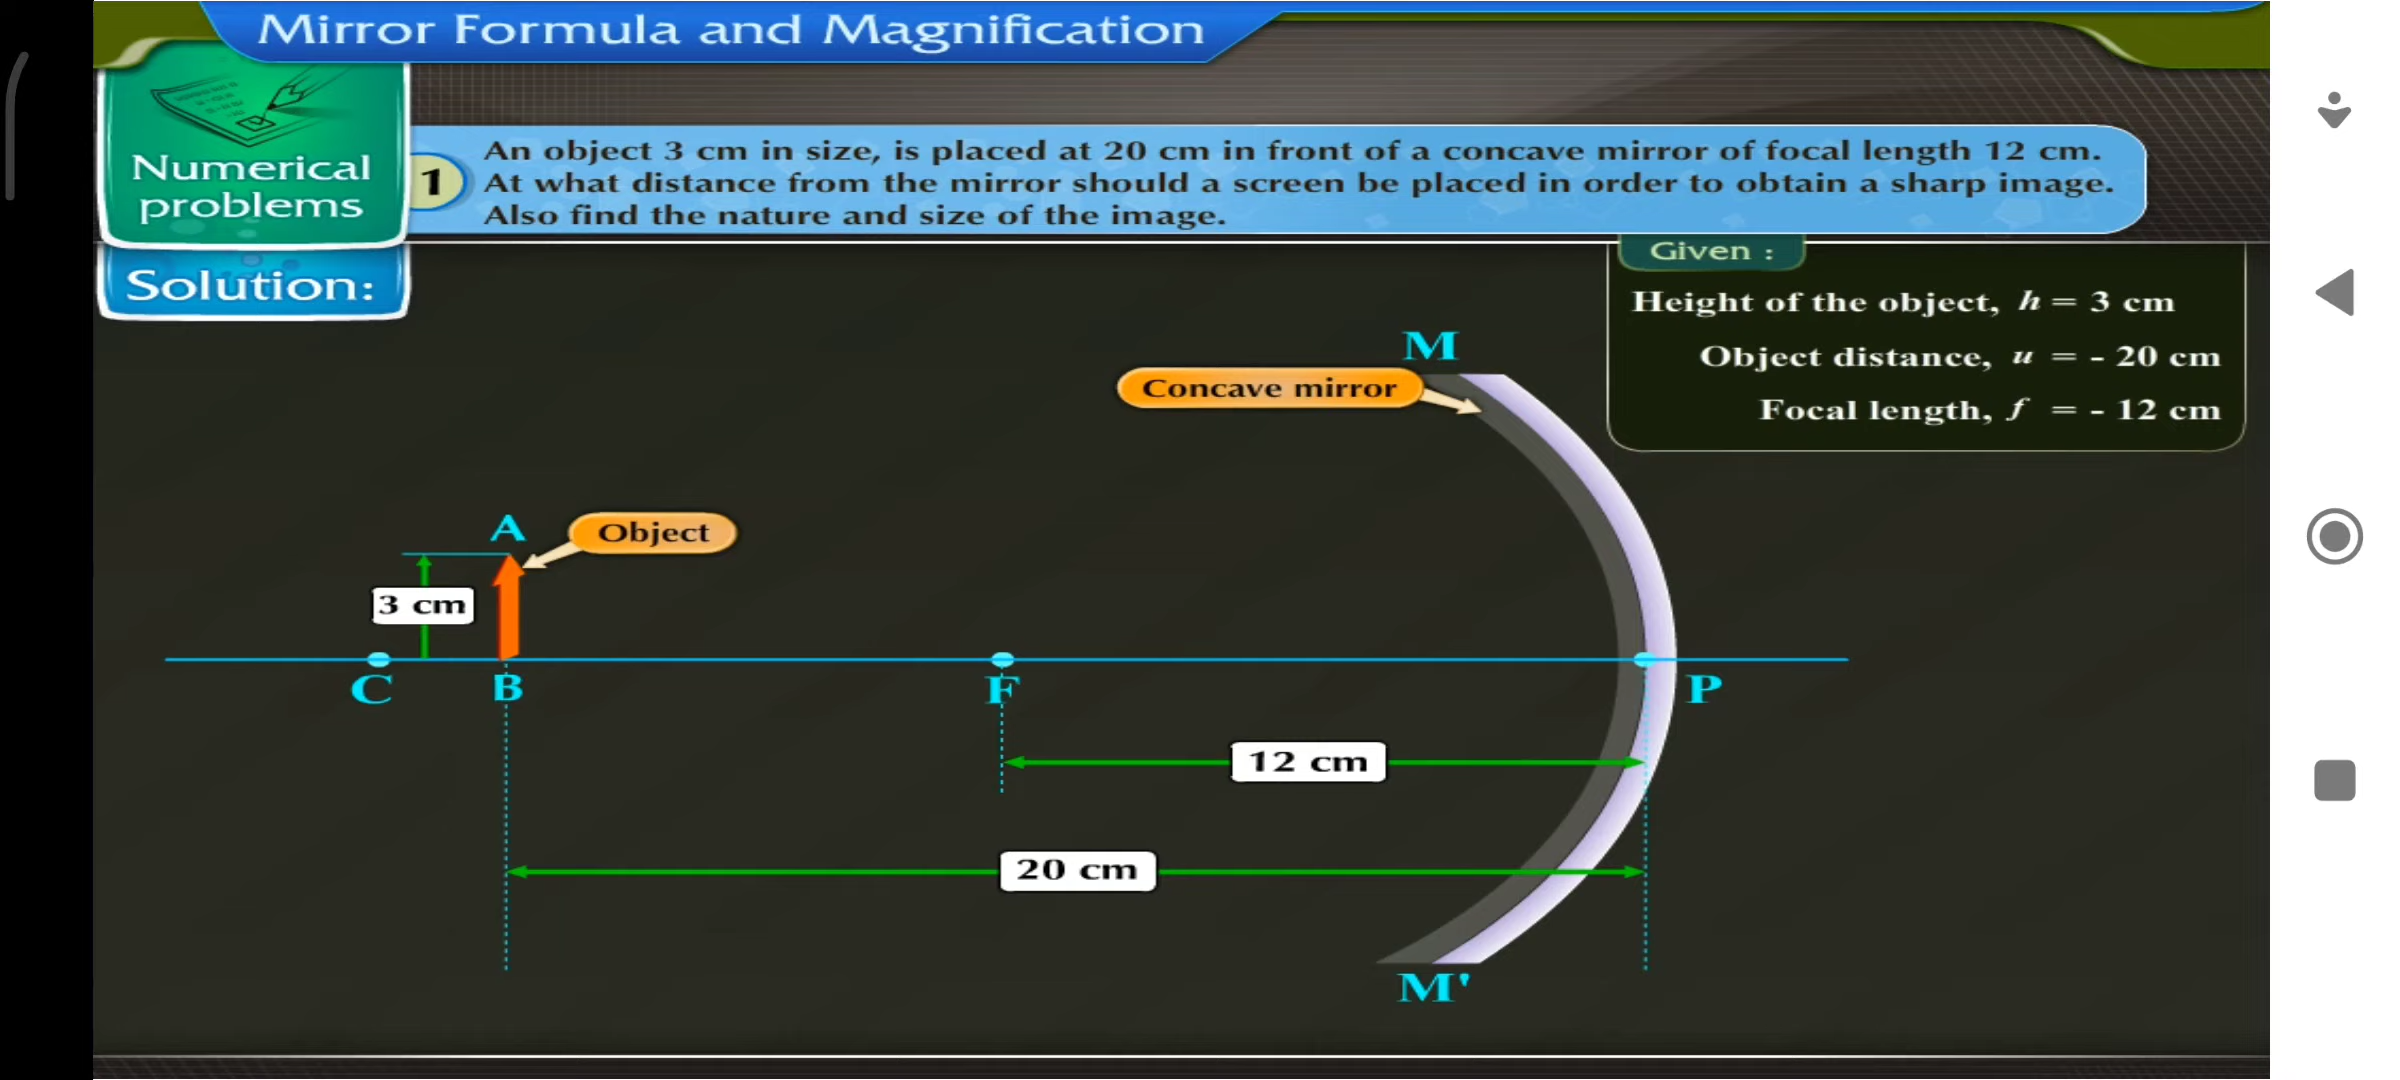 Mirror Formula and Magnification
Numerical
problems
1
An object 3 cm in size, is placed at 20 cm in front of a concave mirror of focal length 12 cm.
At what distance from the mirror should a screen be placed in order to obtain a sharp image.
Also find the nature and size of the image.
Solution:
Given :
Height of the object, h = 3 cm
Object distance, u = - 20 cm
Focal length, f = - 12 cm
M
Concave mirror
A
Object
3 cm
C
B
F
P
12 cm
20 cm
M'